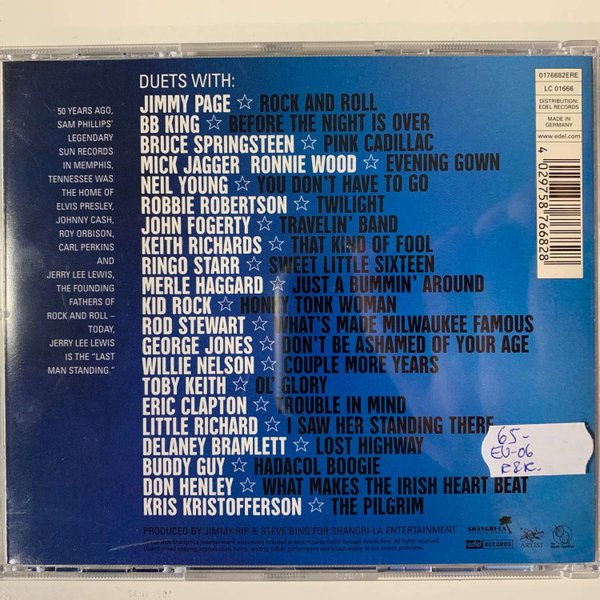 50 YEARS AGO,
SAM PHILLIPS'
LEGENDARY
SUN RECORDS
IN MEMPHIS,
TENNESSEE WAS
THE HOME OF
ELVIS PRESLEY,
JOHNNY CASH,
ROY ORBISON,
CARL PERKINS
AND
JERRY LEE LEWIS,
THE FOUNDING
FATHERS OF
ROCK AND ROLL –
TODAY,
JERRY LEE LEWIS
IS THE "LAST
MAN STANDING."
DUETS WITH:
JIMMY PAGE ☆ ROCK AND ROLL
BB KING ☆ BEFORE THE NIGHT IS OVER
BRUCE SPRINGSTEEN ☆ PINK CADILLAC
MICK JAGGER RONNIE WOOD ☆ EVENING GOWN
NEIL YOUNG ☆ YOU DON'T HAVE TO GO
ROBBIE ROBERTSON ☆ TWILIGHT
JOHN FOGERTY ☆ TRAVELIN' BAND
KEITH RICHARDS ☆ THAT KIND OF FOOL
RINGO STARR ☆ SWEET LITTLE SIXTEEN
MERLE HAGGARD ☆ JUST A BUMMIN' AROUND
KID ROCK ☆ HONKY TONK WOMAN
ROD STEWART ☆ WHAT'S MADE MILWAUKEE FAMOUS
GEORGE JONES ☆ DON'T BE ASHAMED OF YOUR AGE
WILLIE NELSON ☆ COUPLE MORE YEARS
TOBY KEITH ☆ OL' GLORY
ERIC CLAPTON ☆ TROUBLE IN MIND
LITTLE RICHARD ☆ I SAW HER STANDING THERE
DELANEY BRAMLETT ☆ LOST HIGHWAY
BUDDY GUY ☆ HADACOL BOOGIE
DON HENLEY ☆ WHAT MAKES THE IRISH HEART BEAT
KRIS KRISTOFFERSON ☆ THE PILGRIM
PRODUCED BY JIMMY RIP & STEVE BING FOR SHANGRI-LA ENTERTAINMENT
0176682ERE
LC 01666
DISTRIBUTION:
EDEL RECORDS
MADE IN
GERMANY
www.edel.com
4 029758 766828
65-
EU-06
SHANGRI-LA
edel RECORDS
ARTIST